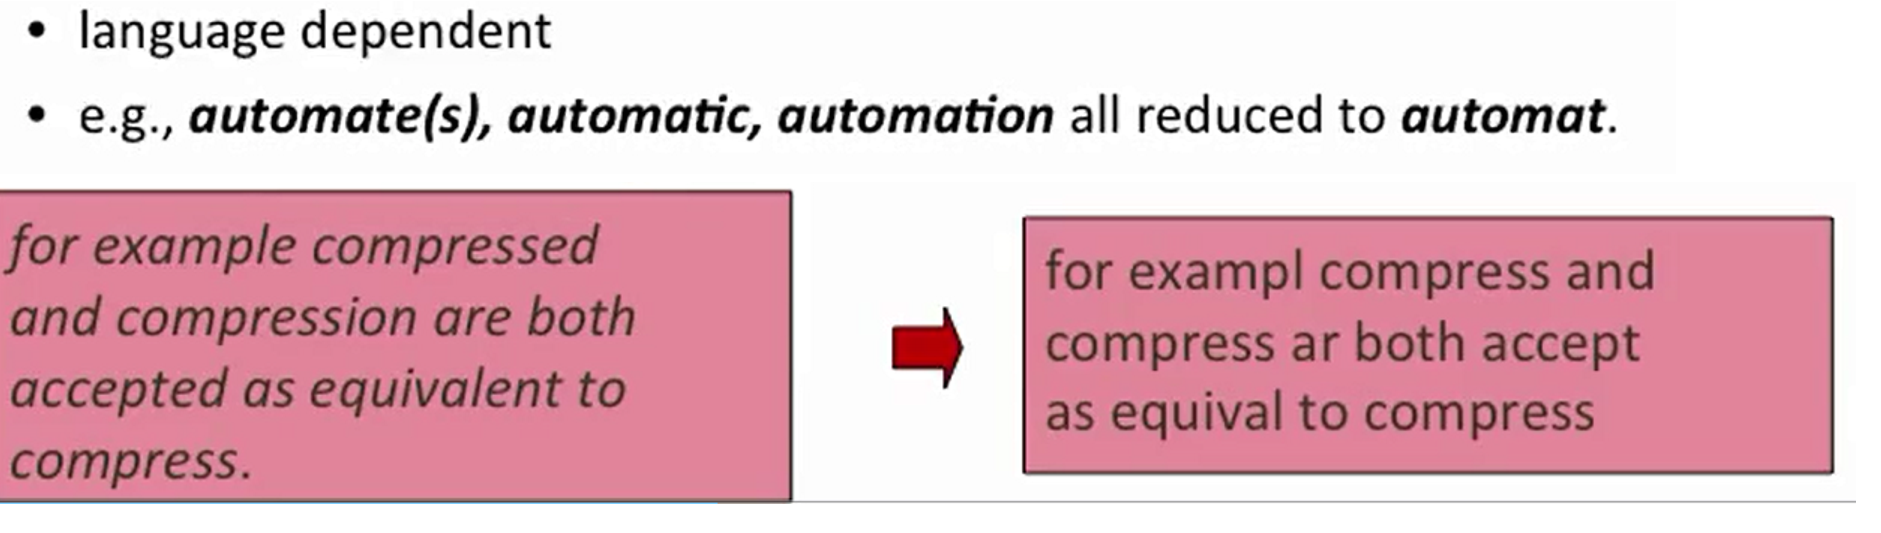 • language dependent
• e.g., automate(s), automatic, automation all reduced to automat.
for example compressed
and compression are both
accepted as equivalent to
compress.
for exampl compress and
compress ar both accept
as equival to compress